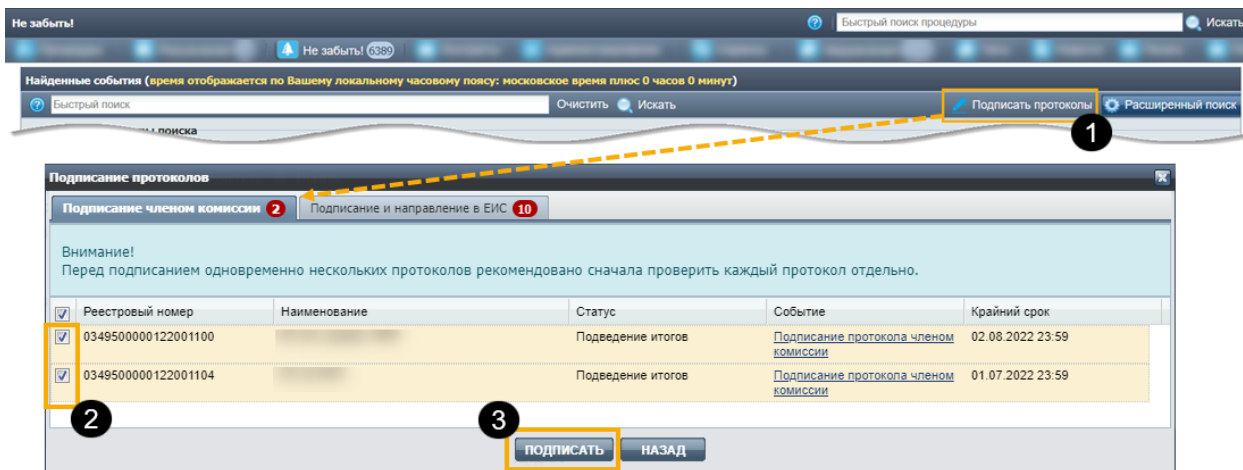 Не забыть!
Быстрый поиск процедуры
Искать
Не забыть! 6389
Найденные события (время отображается по Вашему локальному часовому поясу: московское время плюс 0 часов 0 минут)
Быстрый поиск
Очистить
Искать
Подписать протоколы
Расширенный поиск
поиска
1
Подписание протоколов
Подписание членом комиссии 2
Подписание и направление в ЕИС 10
Внимание!
Перед подписанием одновременно нескольких протоколов рекомендовано сначала проверить каждый протокол отдельно.
Реестровый номер Наименование Статус Событие Крайний срок
0349500000122001100 Подведение итогов Подписание протокола членом 02.08.2022 23:59
комиссии
0349500000122001104 Подведение итогов Подписание протокола членом 01.07.2022 23:59
комиссии
2
3
ПОДПИСАТЬ
НАЗАД